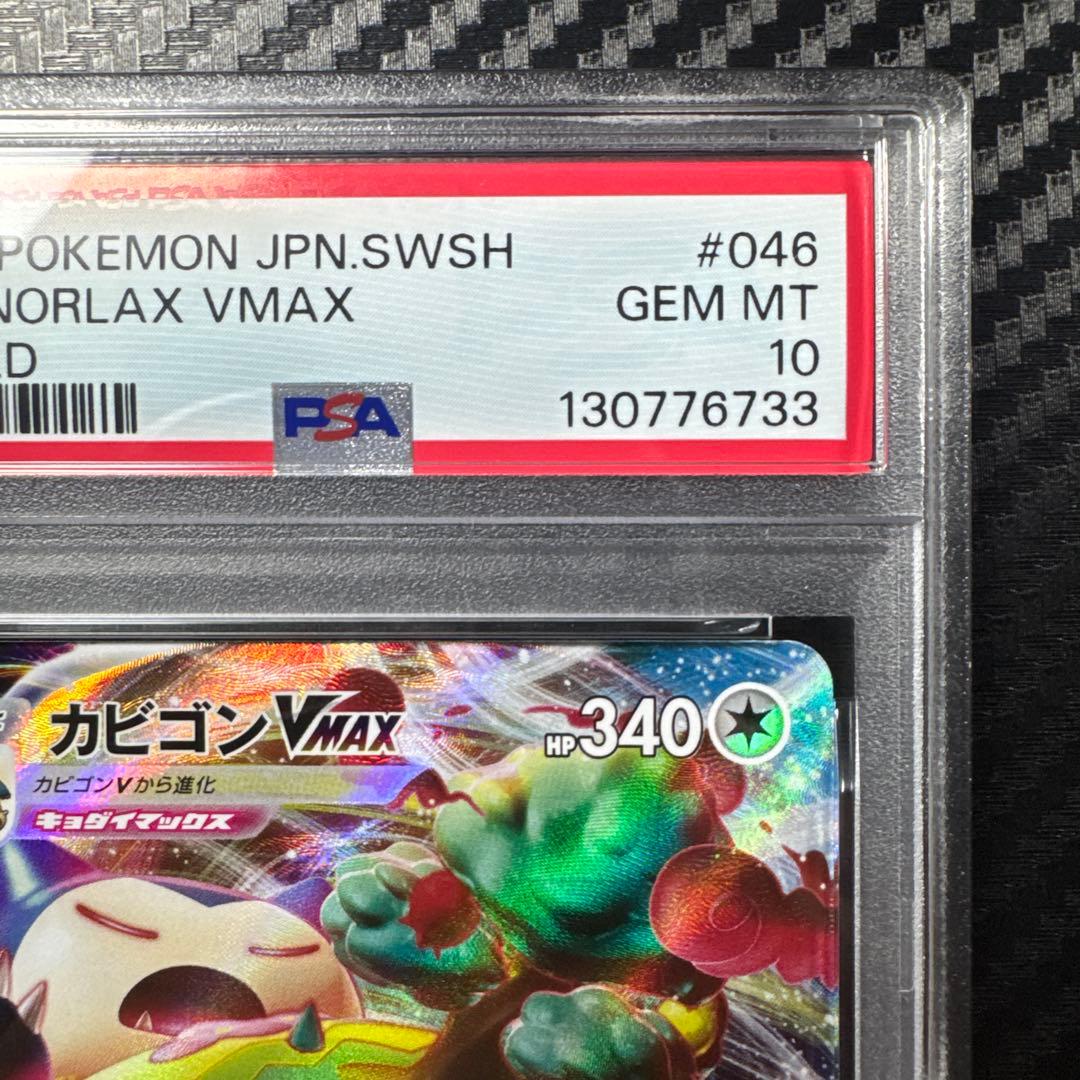 POKEMON JPN.SWSH #046
NORLAX VMAX GEM MT
LD 10
PSA 130776733
カビゴンVMAX HP340
カビゴンVから進化
キョダイマックス